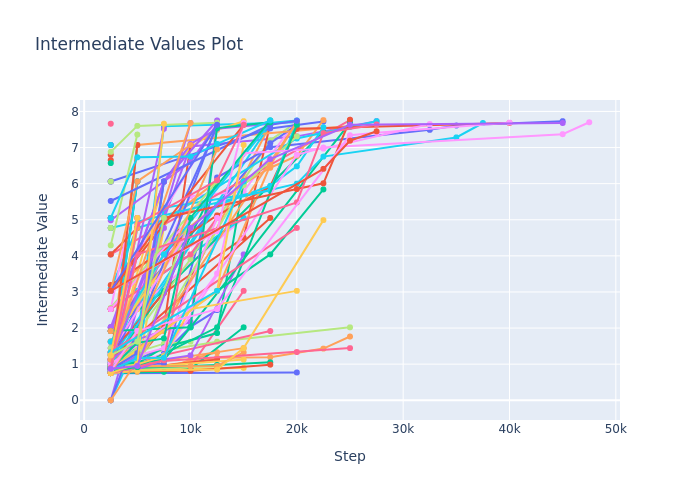 Intermediate Values Plot
8
7
6
5
4
3
2
1
0
Intermediate Value
0
10k
20k
30k
40k
50k
Step